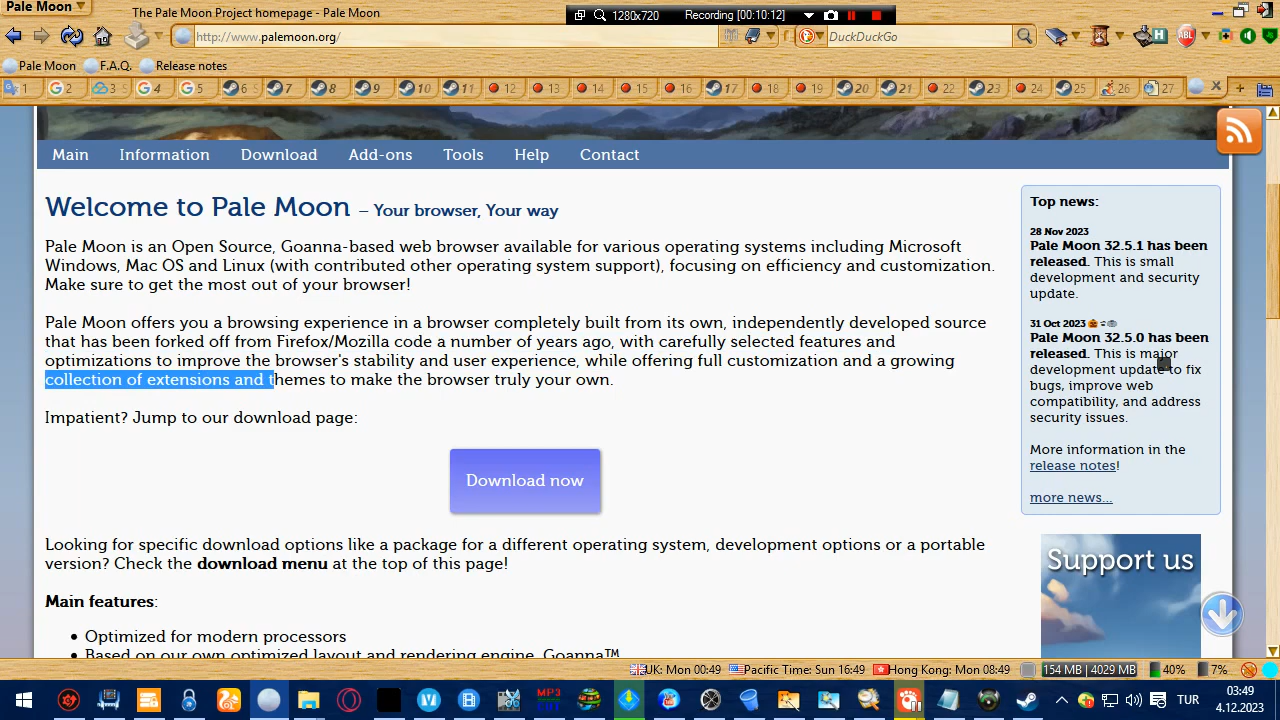 Pale Moon
The Pale Moon Project homepage - Pale Moon
1280x720
Recording [00:10:12]
http://www.palemoon.org/
DuckDuckGo
Pale Moon
F.A.Q.
Release notes
1
2
3
4
5
6
7
8
9
10
11
12
13
14
15
16
17
18
19
20
21
22
23
24
25
26
27
Main
Information
Download
Add-ons
Tools
Help
Contact
Welcome to Pale Moon – Your browser, Your way
Pale Moon is an Open Source, Goanna-based web browser available for various operating systems including Microsoft
Windows, Mac OS and Linux (with contributed other operating system support), focusing on efficiency and customization.
Make sure to get the most out of your browser!
Pale Moon offers you a browsing experience in a browser completely built from its own, independently developed source
that has been forked off from Firefox/Mozilla code a number of years ago, with carefully selected features and
optimizations to improve the browser's stability and user experience, while offering full customization and a growing
collection of extensions and themes to make the browser truly your own.
Impatient? Jump to our download page:
Download now
Looking for specific download options like a package for a different operating system, development options or a portable
version? Check the download menu at the top of this page!
Main features:
Optimized for modern processors
Based on our own optimized layout and rendering engine, Goanna™
Top news:
28 Nov 2023
Pale Moon 32.5.1 has been
released. This is small
development and security
update.
31 Oct 2023
Pale Moon 32.5.0 has been
released. This is major
development update to fix
bugs, improve web
compatibility, and address
security issues.
More information in the
release notes!
more news...
Support us
UK: Mon 00:49
Pacific Time: Sun 16:49
Hong Kong: Mon 08:49
154 MB | 4029 MB
40%
7%
MP3
CUT
TUR
03:49
4.12.2023